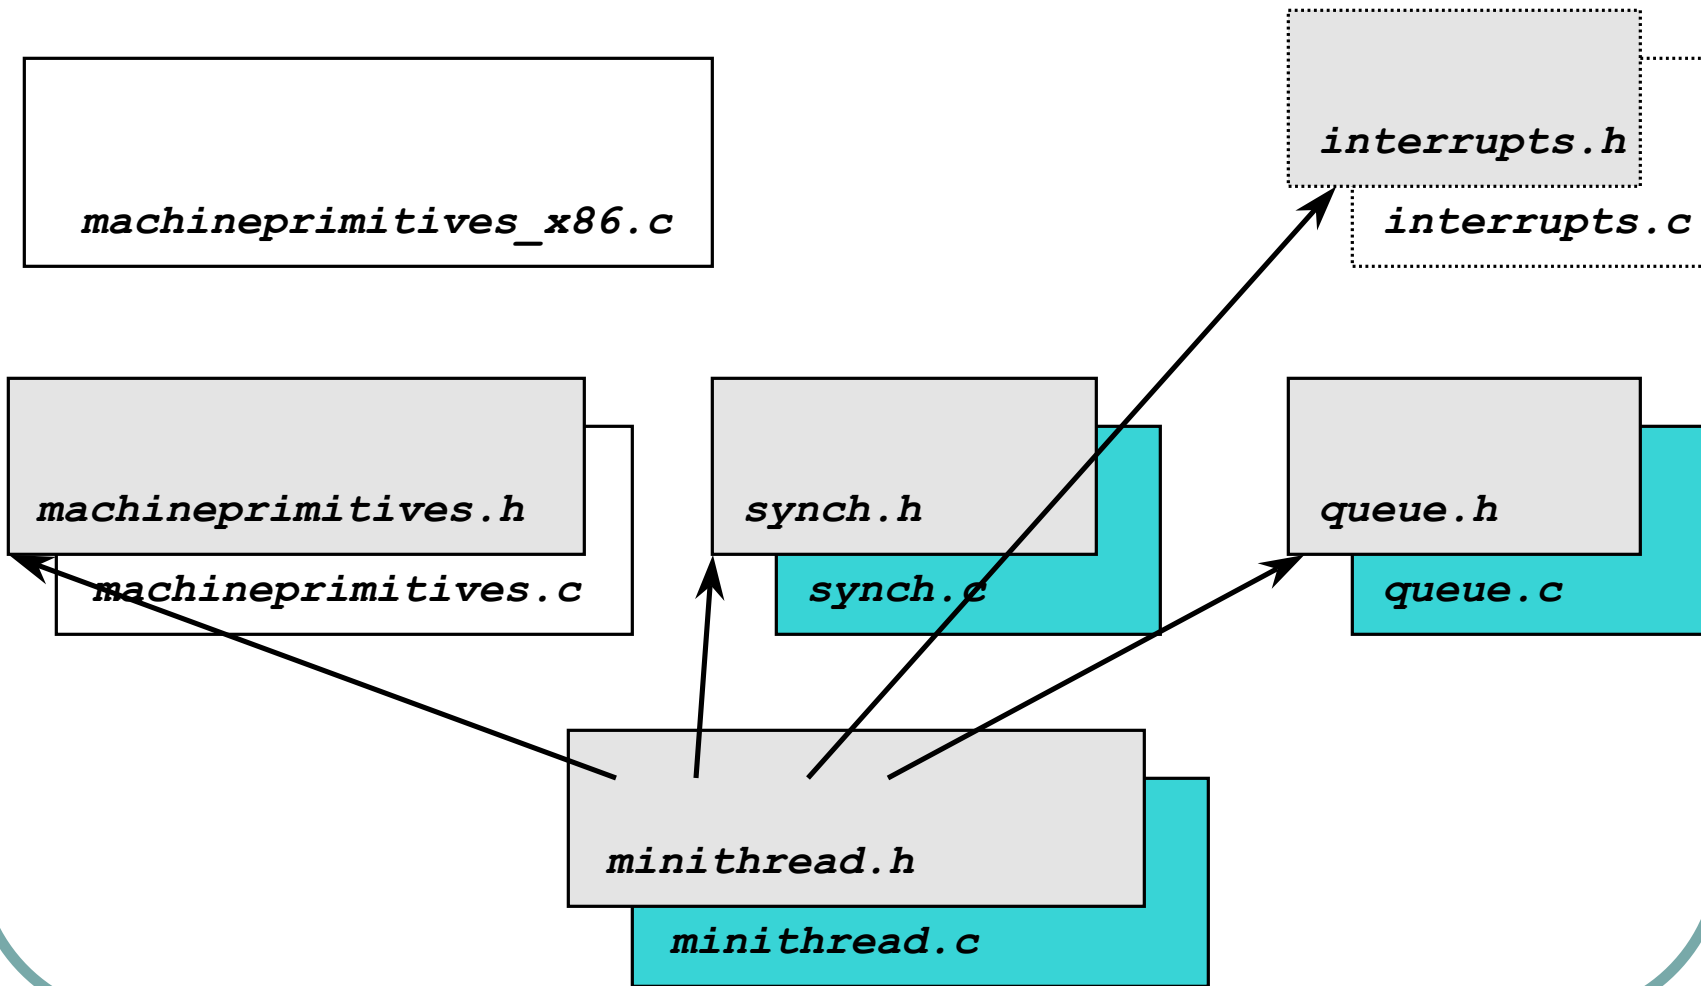 interrupts.h
machineprimitives_x86.c
interrupts.c
machineprimitives.h
synch.h
queue.h
machineprimitives.c
synch.c
queue.c
minithread.h
minithread.c